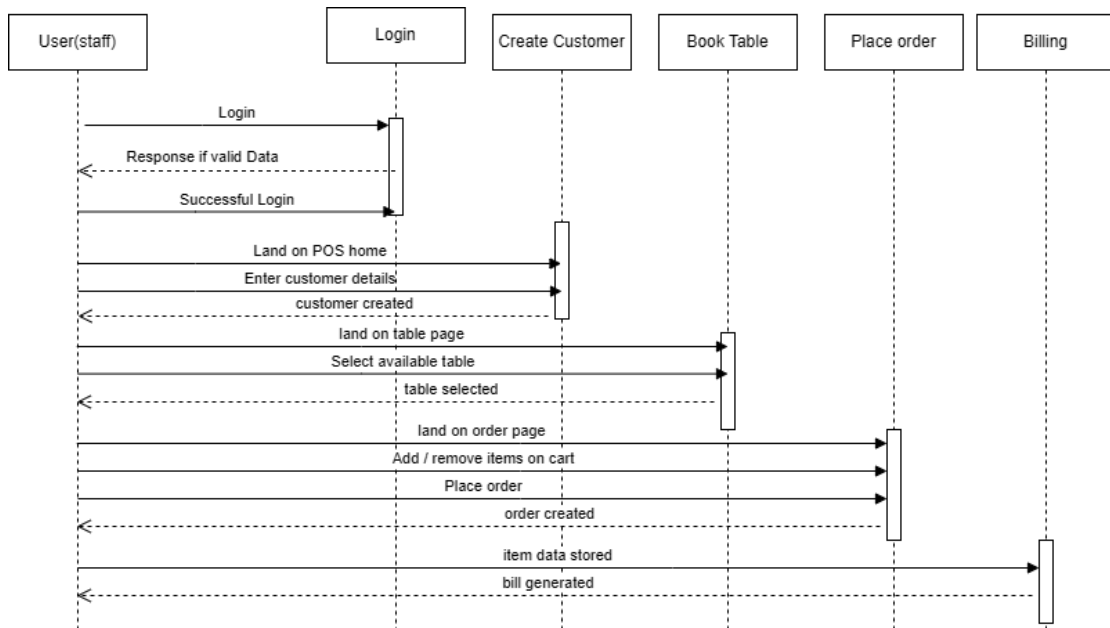 User(staff)
Login
Create Customer
Book Table
Place order
Billing
Login
Response if valid Data
Successful Login
Land on POS home
Enter customer details
customer created
land on table page
Select available table
table selected
land on order page
Add / remove items on cart
Place order
order created
item data stored
bill generated